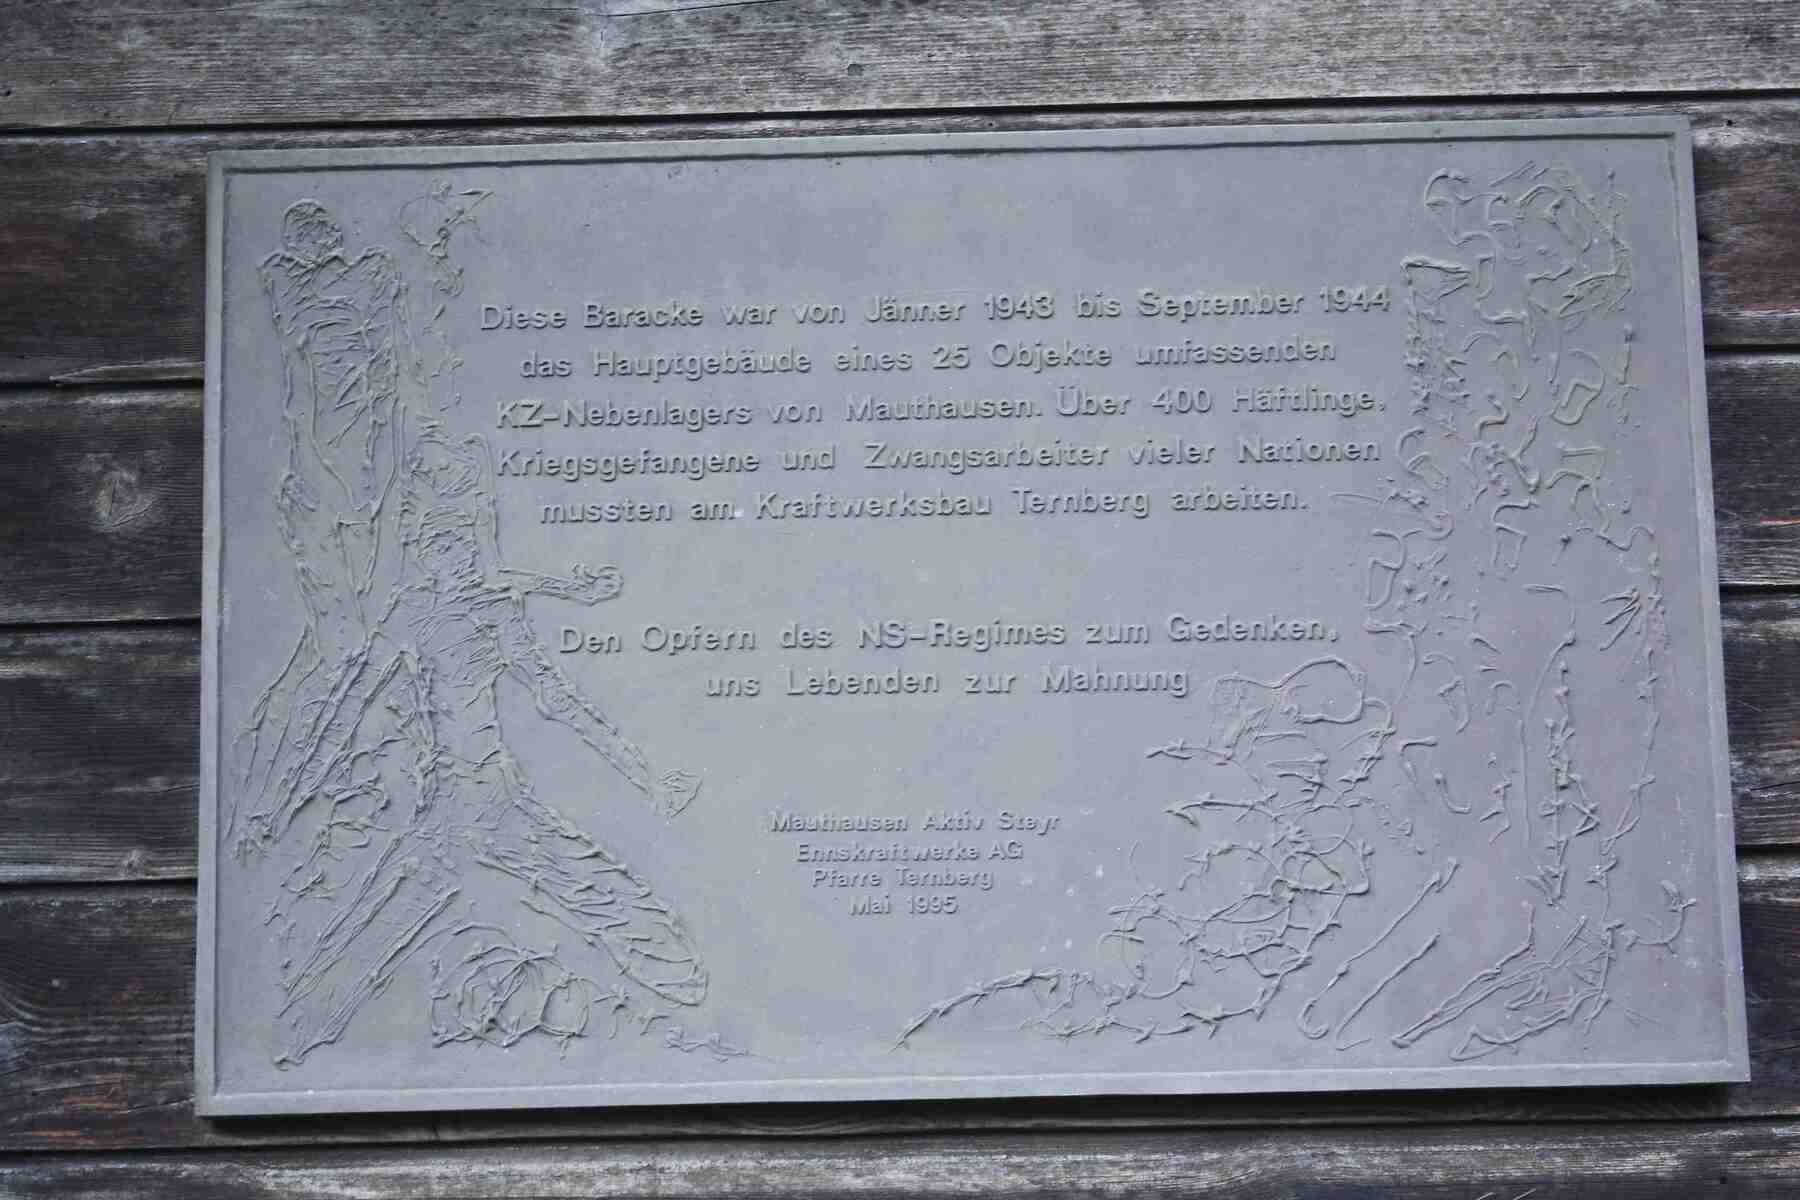 Diese Baracke war von Jänner 1943 bis September 1944
das Hauptgebäude eines 25 Objekte umfassenden
KZ-Nebenlagers von Mauthausen. Über 400 Häftlinge,
Kriegsgefangene und Zwangsarbeiter vieler Nationen
mussten am Kraftwerksbau Ternberg arbeiten.
Den Opfern des NS-Regimes zum Gedenken,
uns Lebenden zur Mahnung
Mauthausen Aktiv Steyr
Ennskraftwerke AG
Pfarre Ternberg
Mai 1995